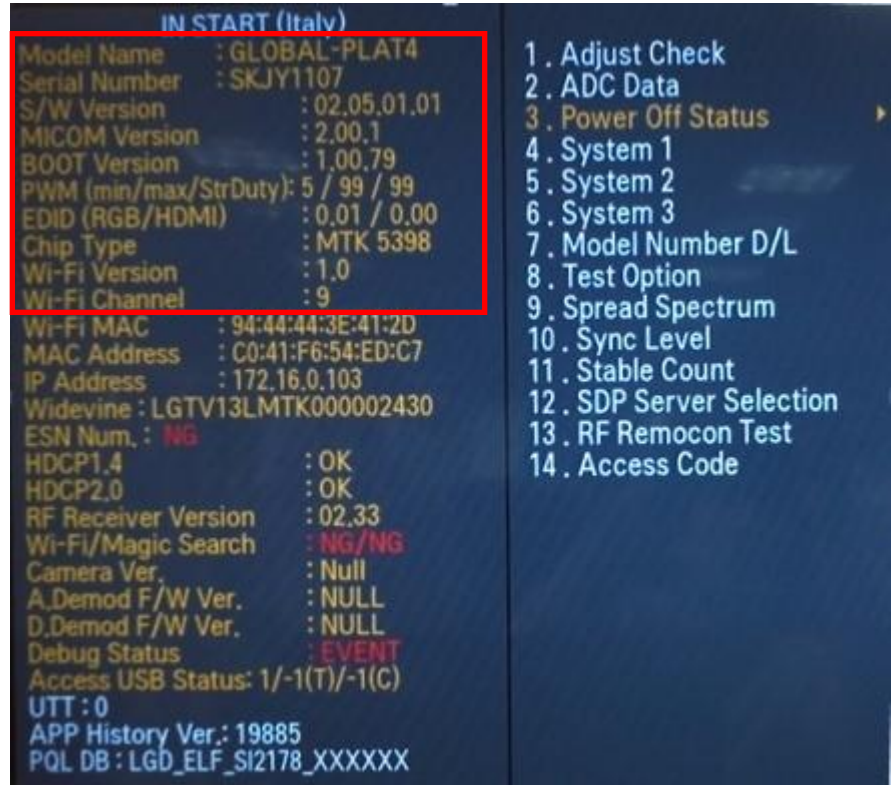 IN START (Italy)
Model Name : GLOBAL-PLAT4
Serial Number : SKJY1107
S/W Version : 02.05.01.01
MICOM Version : 2.00.1
BOOT Version : 1.00.79
PWM (min/max/StrDuty): 5 / 99 / 99
EDID (RGB/HDMI) : 0.01 / 0.00
Chip Type : MTK 5398
Wi-Fi Version : 1.0
Wi-Fi Channel : 9
Wi-Fi MAC : 94:44:44:3E:41:2D
MAC Address : C0:41:F6:54:ED:C7
IP Address : 172.16.0.103
Widevine : LGTV13LMTK000002430
ESN Num. : NG
HDCP1.4 : OK
HDCP2.0 : OK
RF Receiver Version : 02.33
Wi-Fi/Magic Search : NG/NG
Camera Ver. : Null
A.Demod F/W Ver. : NULL
D.Demod F/W Ver. : NULL
Debug Status : EVENT
Access USB Status: 1/-1(T)/-1(C)
UTT : 0
APP History Ver.: 19885
PQL DB : LGD_ELF_SI2178_XXXXXX
1 . Adjust Check
2 . ADC Data
3 . Power Off Status
4 . System 1
5 . System 2
6 . System 3
7 . Model Number D/L
8 . Test Option
9 . Spread Spectrum
10 . Sync Level
11 . Stable Count
12 . SDP Server Selection
13 . RF Remocon Test
14 . Access Code